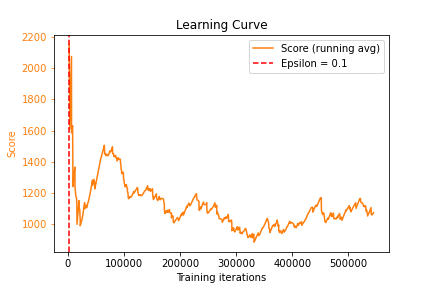 Learning Curve
Score (running avg)
Epsilon = 0.1
2200
2000
1800
1600
1400
1200
1000
Score
0
100000
200000
300000
400000
500000
Training iterations